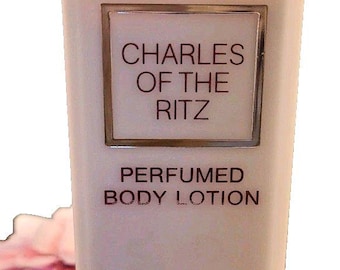 CHARLES
OF THE
RITZ
PERFUMED
BODY LOTION